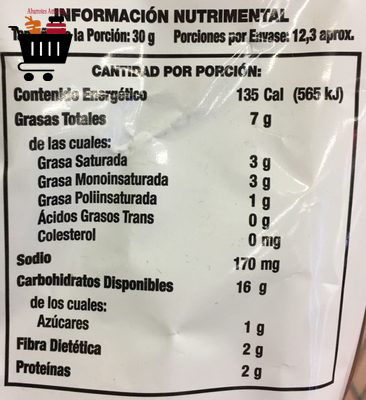 INFORMACIÓN NUTRIMENTAL
la Porción: 30 g Porciones por Envase: 12,3 aprox.
CANTIDAD POR PORCIÓN:
Contenido Energético 135 Cal (565 kJ)
Grasas Totales 7 g
de las cuales:
Grasa Saturada 3 g
Grasa Monoinsaturada 3 g
Grasa Poliinsaturada 1 g
Ácidos Grasos Trans 0 g
Colesterol 0 mg
Sodio 170 mg
Carbohidratos Disponibles 16 g
de los cuales:
Azúcares 1 g
Fibra Dietética 2 g
Proteínas 2 g